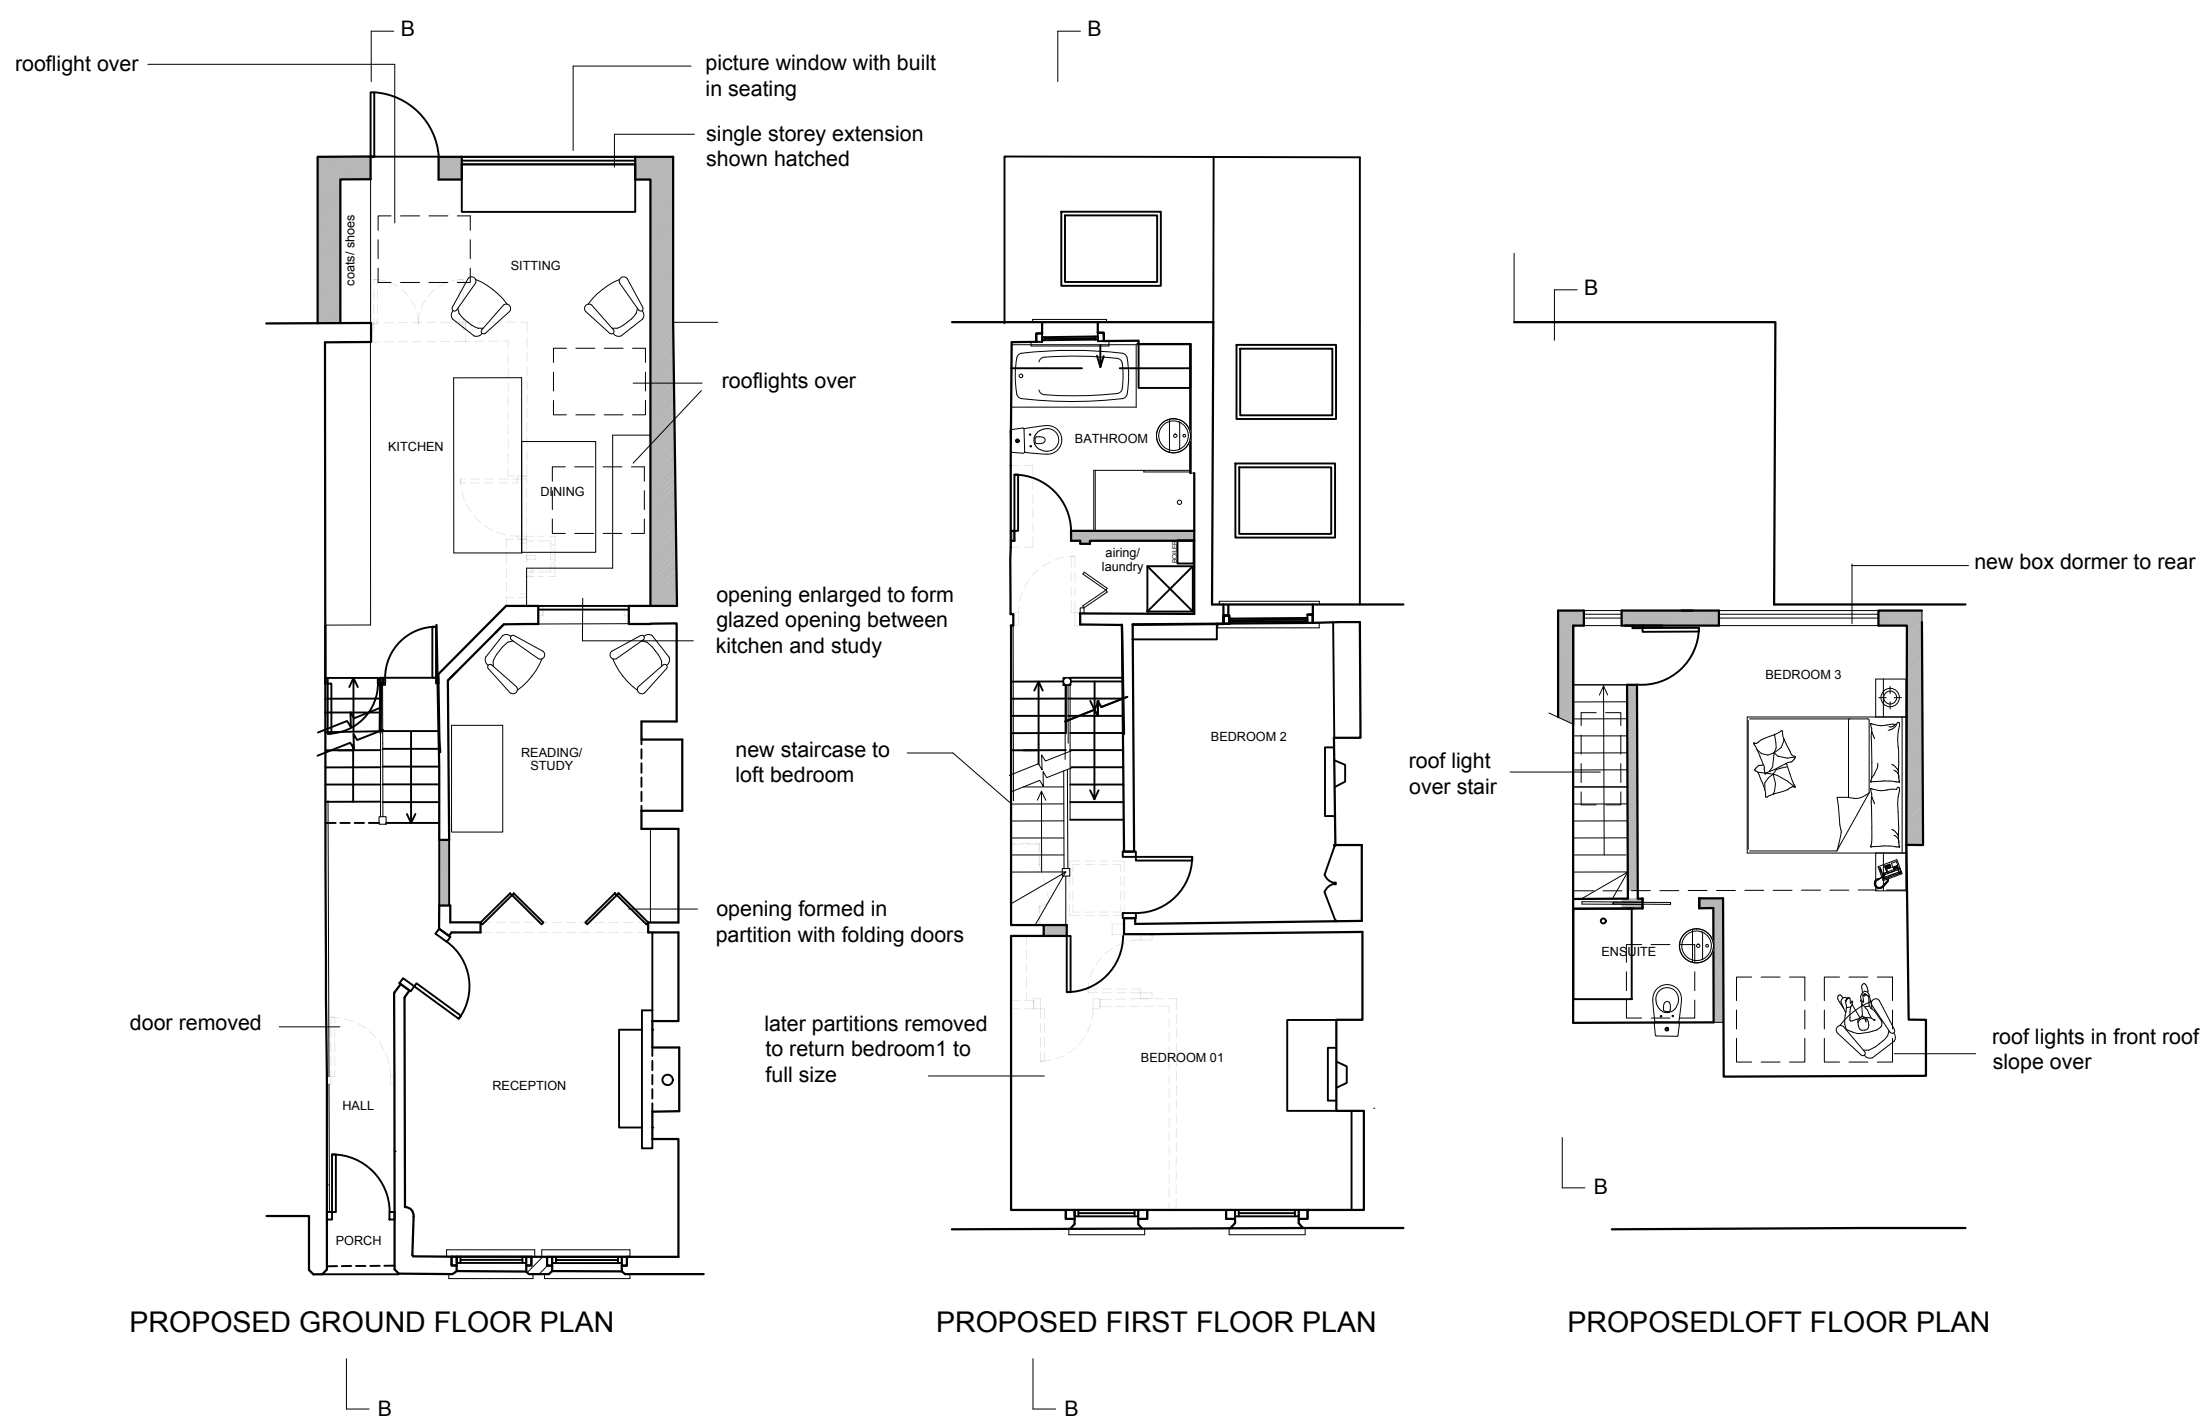 B
rooflight over
picture window with built
in seating
single storey extension
shown hatched
coats/ shoes
SITTING
rooflights over
KITCHEN
DINING
opening enlarged to form
glazed opening between
kitchen and study
READING/
STUDY
opening formed in
partition with folding doors
door removed
RECEPTION
HALL
PORCH
PROPOSED GROUND FLOOR PLAN
B
B
BATHROOM
airing/
laundry
BOILER
BEDROOM 2
new staircase to
loft bedroom
later partitions removed
to return bedroom1 to
full size
BEDROOM 01
PROPOSED FIRST FLOOR PLAN
B
B
new box dormer to rear
BEDROOM 3
roof light
over stair
ENSUITE
roof lights in front roof
slope over
B
PROPOSEDLOFT FLOOR PLAN